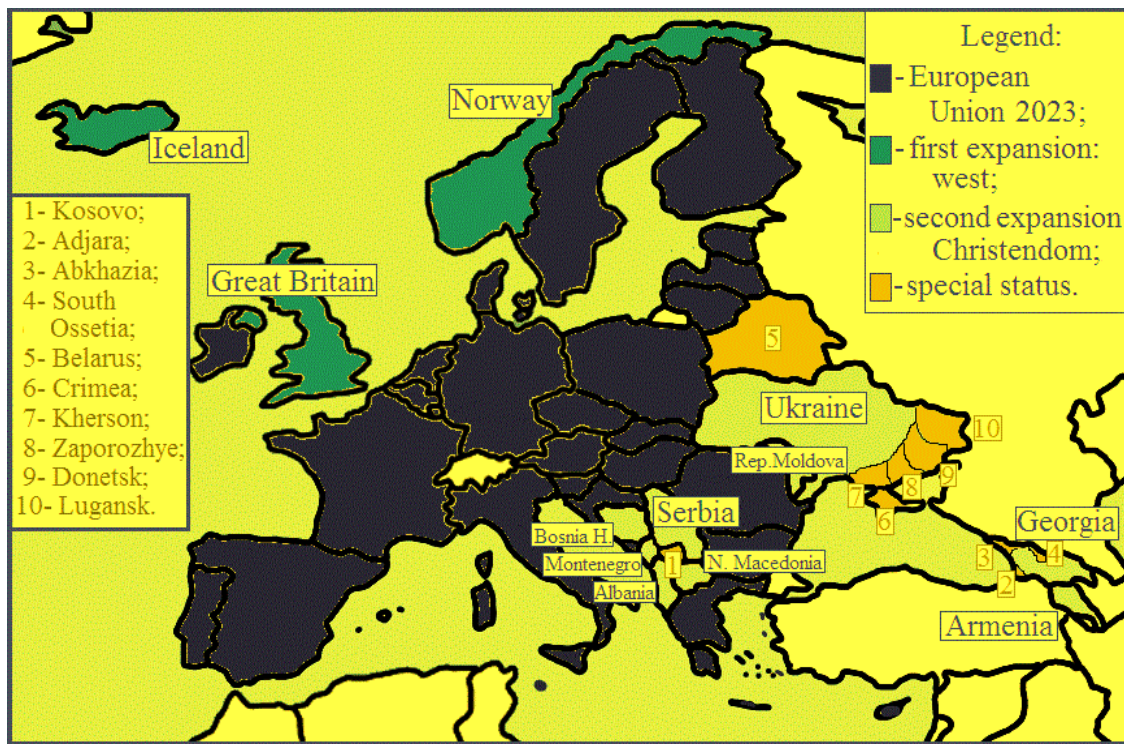 Legend:
- European
Union 2023;
- first expansion:
west;
-second expansion
Christendom;
- special status.
Norway
Iceland
1- Kosovo;
2- Adjara;
3- Abkhazia;
4- South
Ossetia;
5- Belarus;
6- Crimea;
7- Kherson;
8- Zaporozhye;
9- Donetsk;
10- Lugansk.
Great Britain
5
Ukraine
10
Rep.Moldova
9
7
8
6
Serbia
Georgia
Bosnia H.
Montenegro
1
N. Macedonia
3
4
2
Albania
Armenia